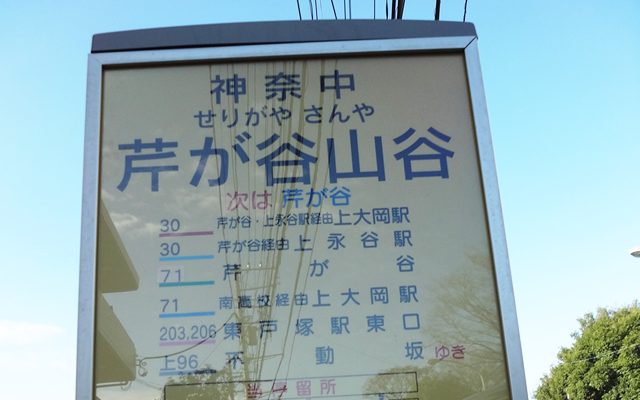 神奈中
せりがや さんや
芹が谷山谷
次は 芹が谷
30 芹が谷・上永谷駅経由上大岡駅
30 芹が谷経由上永谷駅
71 芹が谷
71 南高校経由上大岡駅
203,206 東戸塚駅東口
上96 不動坂ゆき
留所